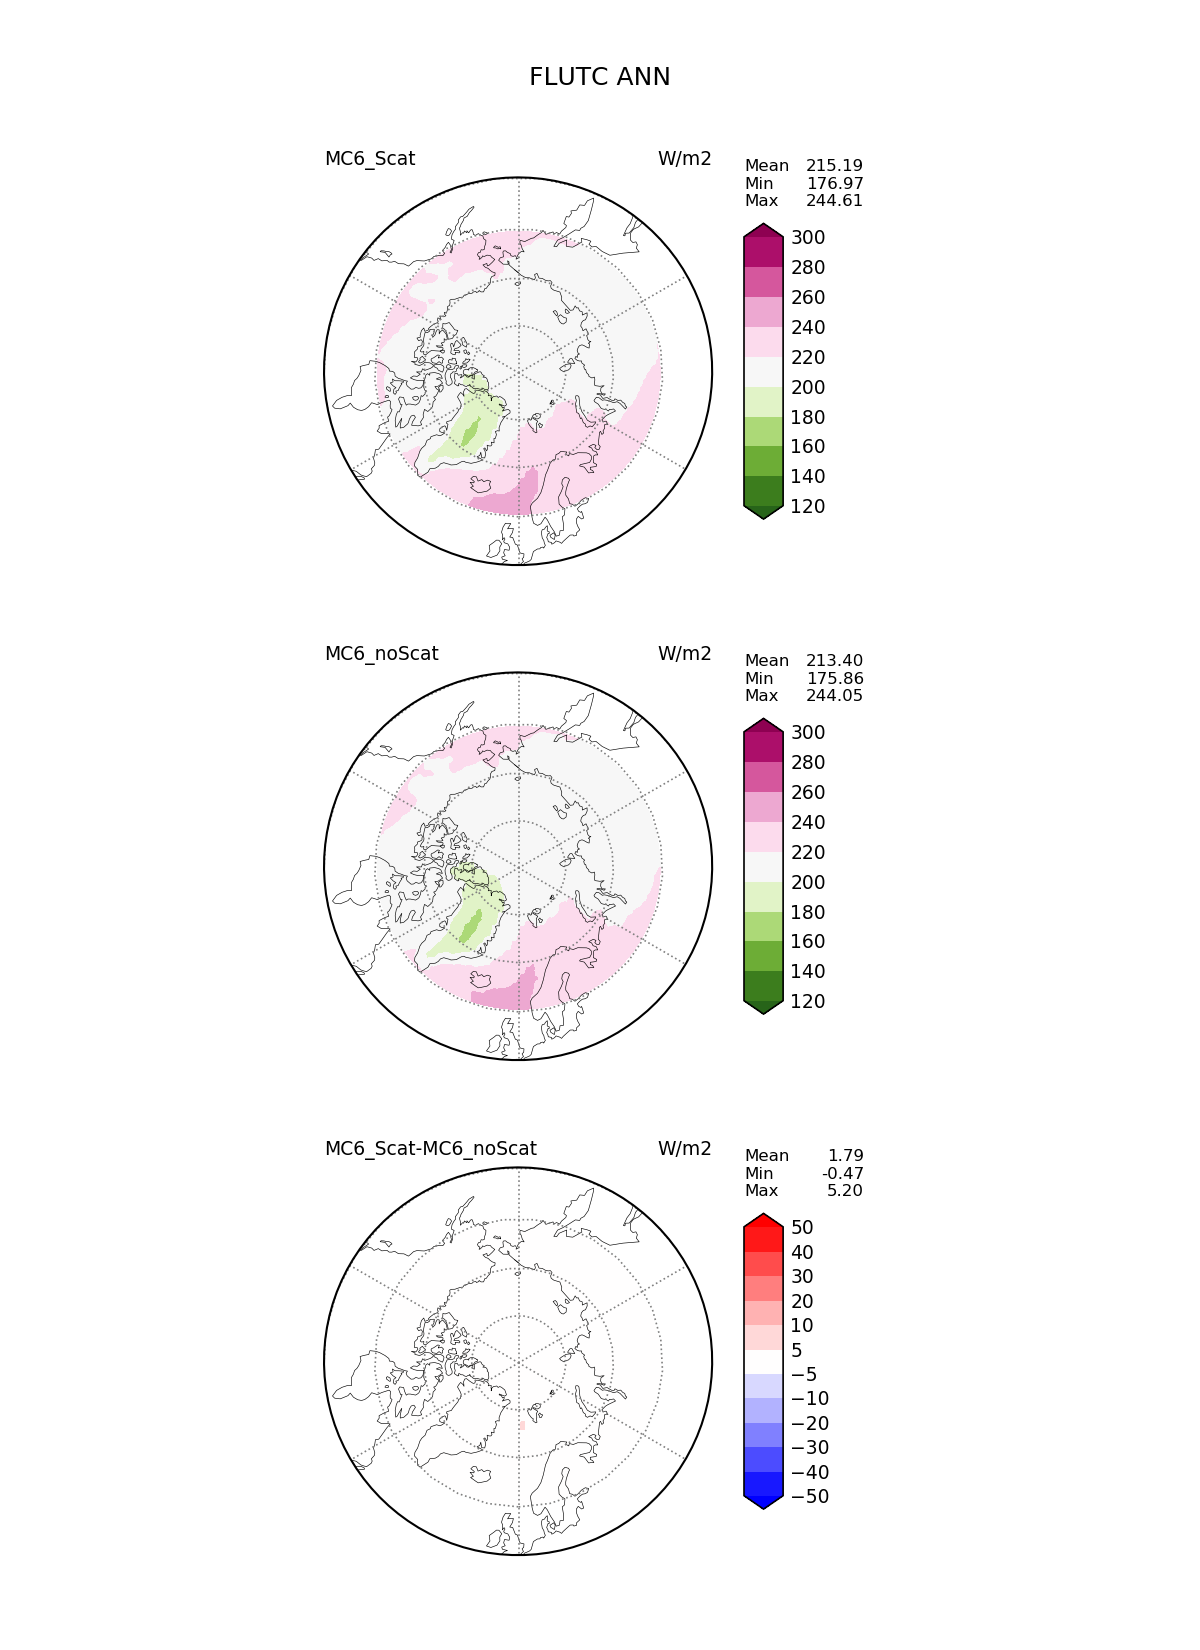 FLUTC ANN
MC6_Scat W/m2
Mean 215.19
Min 176.97
Max 244.61
300
280
260
240
220
200
180
160
140
120
MC6_noScat W/m2
Mean 213.40
Min 175.86
Max 244.05
300
280
260
240
220
200
180
160
140
120
MC6_Scat-MC6_noScat W/m2
Mean 1.79
Min -0.47
Max 5.20
50
40
30
20
10
5
−5
−10
−20
−30
−40
−50